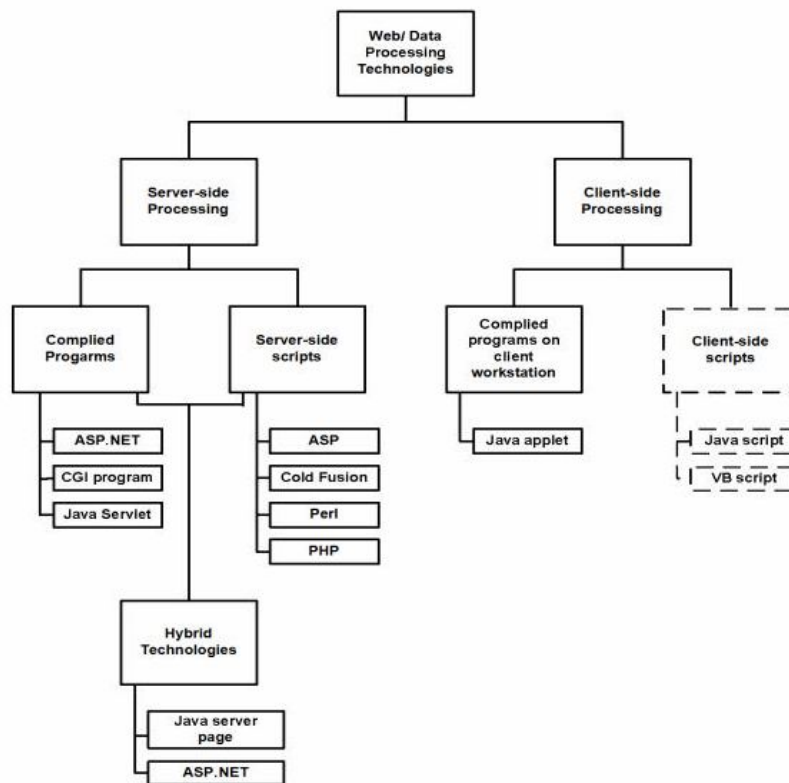 Web/ Data
Processing
Technologies
Server-side
Processing
Client-side
Processing
Complied
Progarms
Server-side
scripts
Complied
programs on
client
workstation
Client-side
scripts
ASP.NET
CGI program
Java Servlet
ASP
Cold Fusion
Perl
PHP
Java applet
Java script
VB script
Hybrid
Technologies
Java server
page
ASP.NET